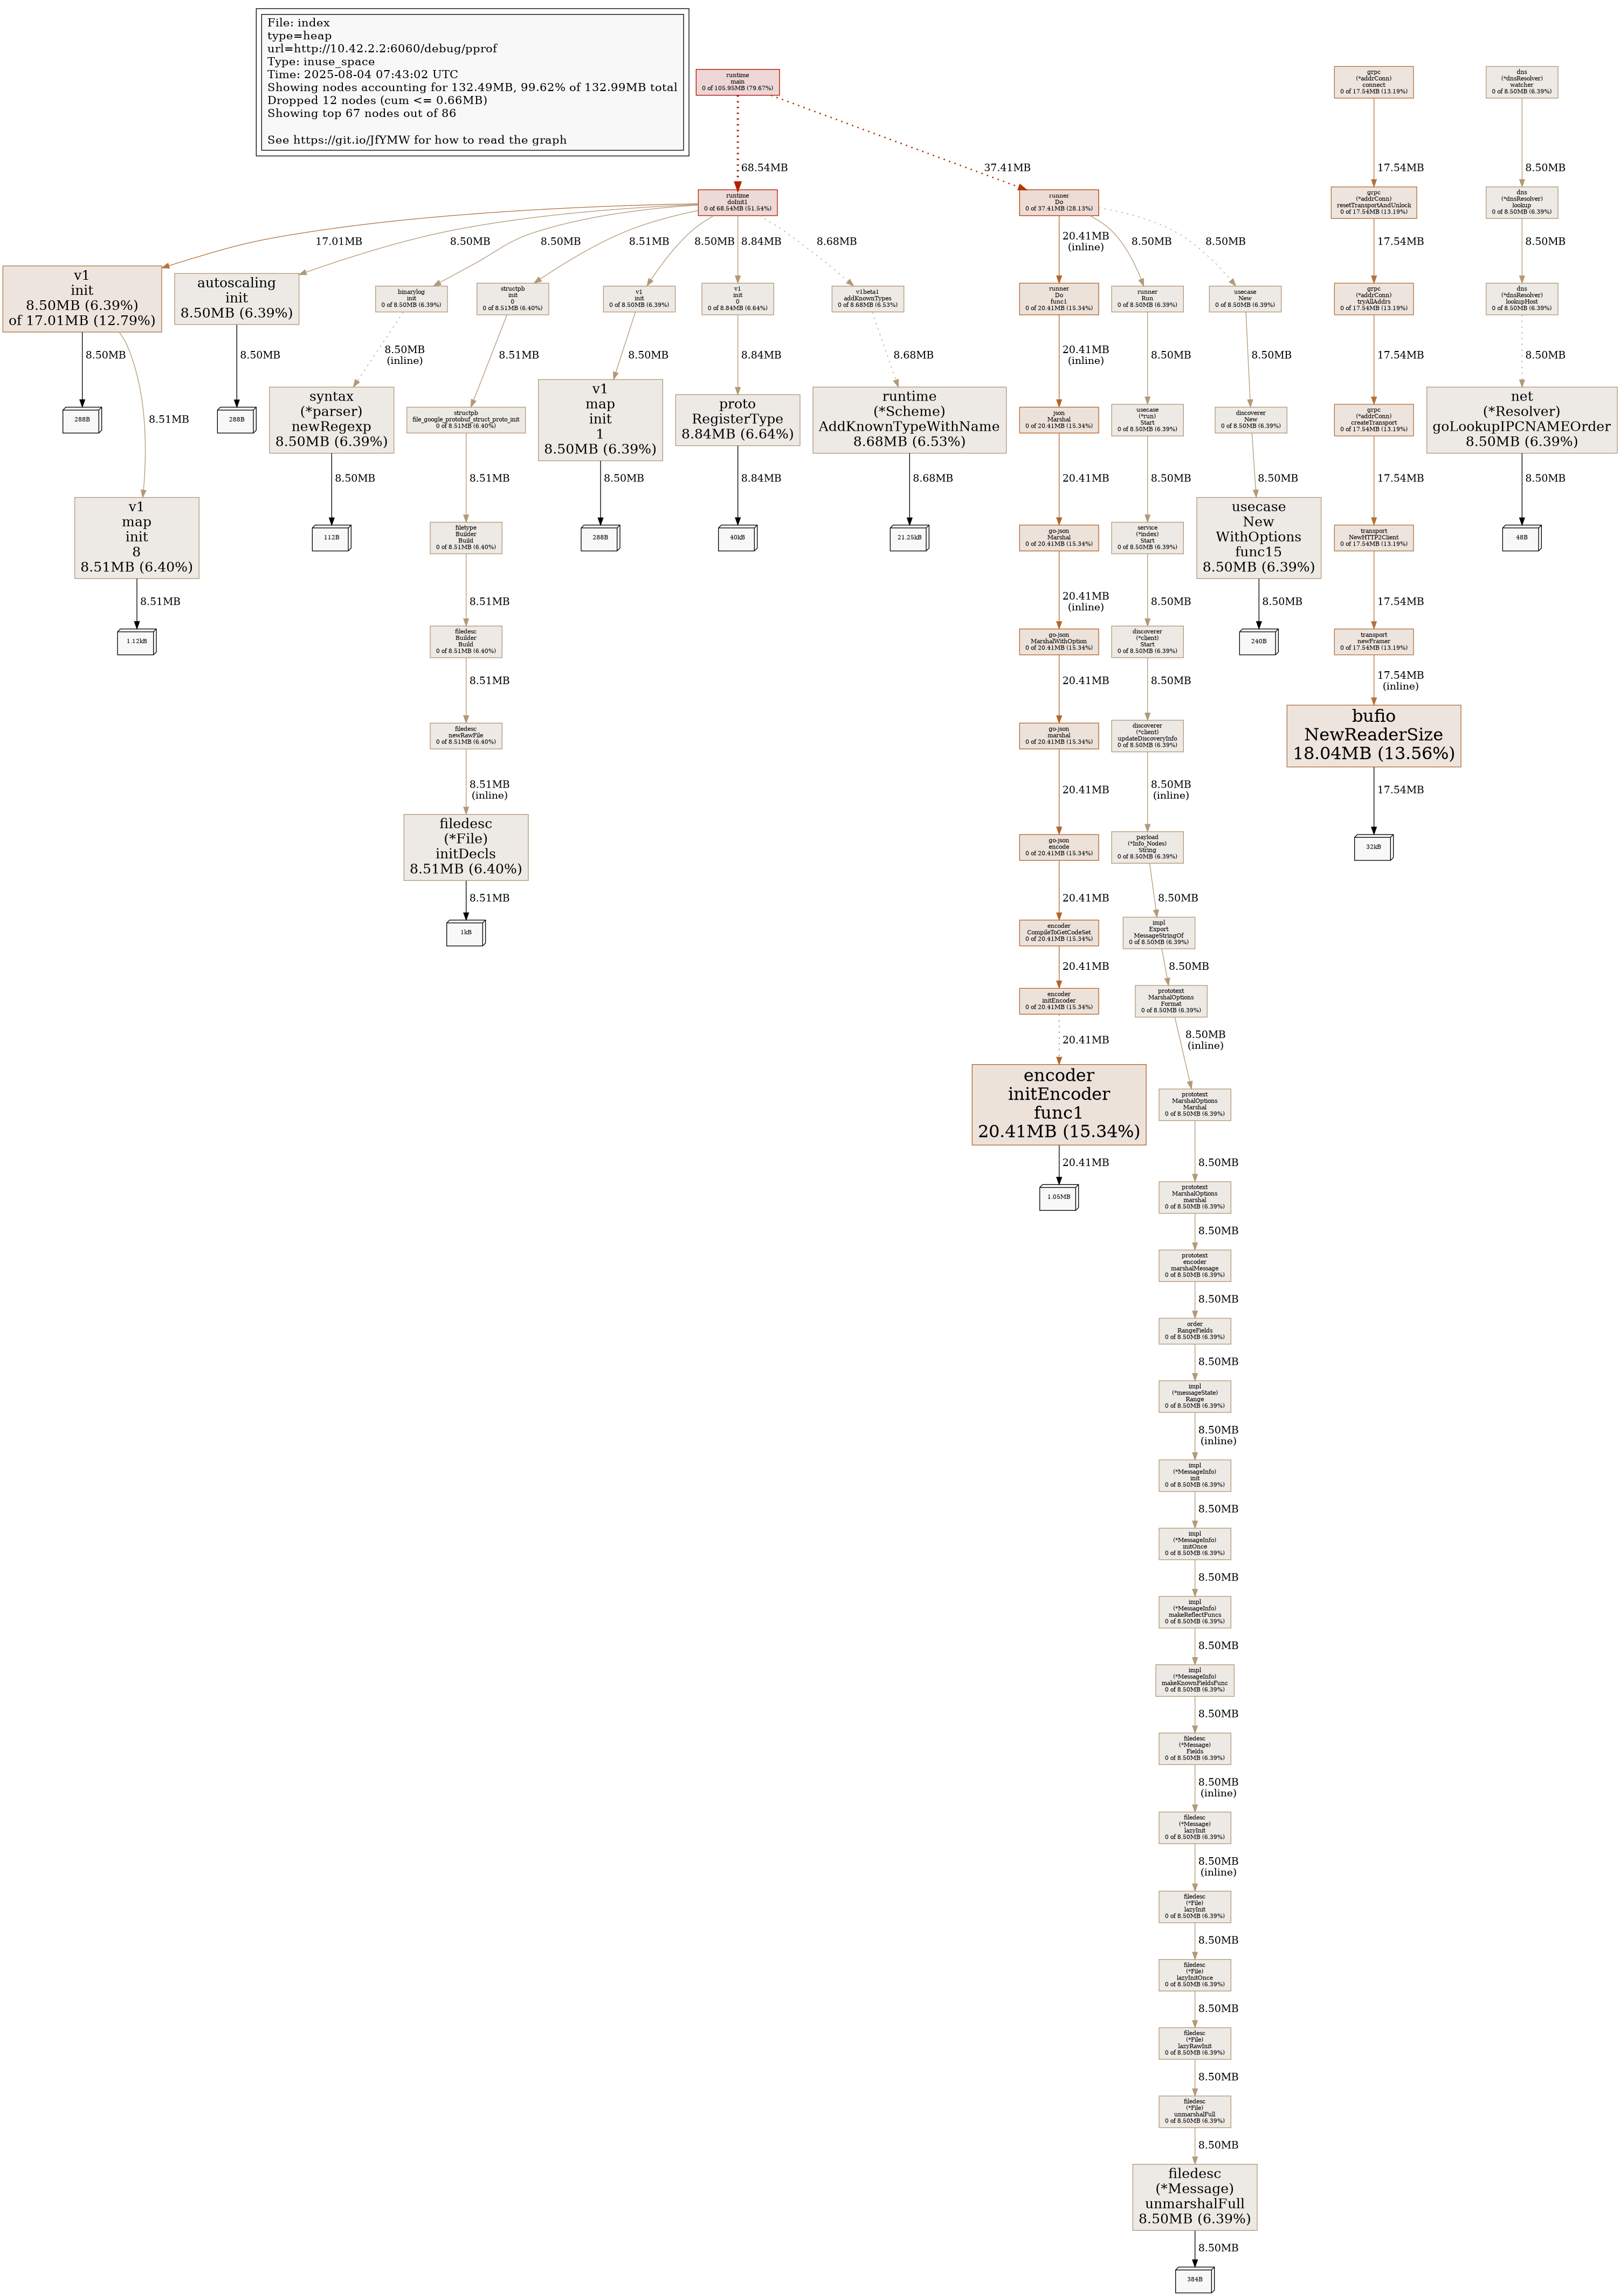 File: index
type=heap
url=http://10.42.2.2:6060/debug/pprof
Type: inuse_space
Time: 2025-08-04 07:43:02 UTC
Showing nodes accounting for 132.49MB, 99.62% of 132.99MB total
Dropped 12 nodes (cum <= 0.66MB)
Showing top 67 nodes out of 86
See https://git.io/JfYMW for how to read the graph
runtime
main
0 of 105.95MB (79.67%)
grpc
(*addrConn)
connect
0 of 17.54MB (13.19%)
dns
(*dnsResolver)
watcher
0 of 8.50MB (6.39%)
68.54MB
37.41MB
17.54MB
8.50MB
runtime
doInit1
0 of 68.54MB (51.54%)
runner
Do
0 of 37.41MB (28.13%)
grpc
(*addrConn)
resetTransportAndUnlock
0 of 17.54MB (13.19%)
dns
(*dnsResolver)
lookup
0 of 8.50MB (6.39%)
17.01MB
8.50MB
8.50MB
8.51MB
8.50MB
8.84MB
8.68MB
20.41MB
(inline)
8.50MB
8.50MB
17.54MB
8.50MB
v1
init
8.50MB (6.39%)
of 17.01MB (12.79%)
autoscaling
init
8.50MB (6.39%)
binarylog
init
0 of 8.50MB (6.39%)
structpb
init
0
0 of 8.51MB (6.40%)
v1
init
0 of 8.50MB (6.39%)
v1
init
0
0 of 8.84MB (6.64%)
v1beta1
addKnownTypes
0 of 8.68MB (6.53%)
runner
Do
func1
0 of 20.41MB (15.34%)
runner
Run
0 of 8.50MB (6.39%)
usecase
New
0 of 8.50MB (6.39%)
grpc
(*addrConn)
tryAllAddrs
0 of 17.54MB (13.19%)
dns
(*dnsResolver)
lookupHost
0 of 8.50MB (6.39%)
8.50MB
8.51MB
8.50MB
8.50MB
(inline)
8.51MB
8.50MB
8.84MB
8.68MB
20.41MB
(inline)
8.50MB
8.50MB
17.54MB
8.50MB
288B
288B
syntax
(*parser)
newRegexp
8.50MB (6.39%)
structpb
file_google_protobuf_struct_proto_init
0 of 8.51MB (6.40%)
v1
map
init
1
8.50MB (6.39%)
proto
RegisterType
8.84MB (6.64%)
runtime
(*Scheme)
AddKnownTypeWithName
8.68MB (6.53%)
json
Marshal
0 of 20.41MB (15.34%)
usecase
(*run)
Start
0 of 8.50MB (6.39%)
discoverer
New
0 of 8.50MB (6.39%)
grpc
(*addrConn)
createTransport
0 of 17.54MB (13.19%)
net
(*Resolver)
goLookupIPCNAMEOrder
8.50MB (6.39%)
8.50MB
8.51MB
8.50MB
8.84MB
8.68MB
20.41MB
8.50MB
8.50MB
17.54MB
8.50MB
v1
map
init
8
8.51MB (6.40%)
112B
filetype
Builder
Build
0 of 8.51MB (6.40%)
288B
40kB
21.25kB
go-json
Marshal
0 of 20.41MB (15.34%)
service
(*index)
Start
0 of 8.50MB (6.39%)
usecase
New
WithOptions
func15
8.50MB (6.39%)
transport
NewHTTP2Client
0 of 17.54MB (13.19%)
48B
8.51MB
8.51MB
20.41MB
(inline)
8.50MB
8.50MB
17.54MB
1.12kB
filedesc
Builder
Build
0 of 8.51MB (6.40%)
go-json
MarshalWithOption
0 of 20.41MB (15.34%)
discoverer
(*client)
Start
0 of 8.50MB (6.39%)
240B
transport
newFramer
0 of 17.54MB (13.19%)
8.51MB
20.41MB
8.50MB
17.54MB
(inline)
filedesc
newRawFile
0 of 8.51MB (6.40%)
go-json
marshal
0 of 20.41MB (15.34%)
discoverer
(*client)
updateDiscoveryInfo
0 of 8.50MB (6.39%)
bufio
NewReaderSize
18.04MB (13.56%)
8.51MB
(inline)
20.41MB
8.50MB
(inline)
17.54MB
filedesc
(*File)
initDecls
8.51MB (6.40%)
go-json
encode
0 of 20.41MB (15.34%)
payload
(*Info_Nodes)
String
0 of 8.50MB (6.39%)
32kB
8.51MB
20.41MB
8.50MB
1kB
encoder
CompileToGetCodeSet
0 of 20.41MB (15.34%)
impl
Export
MessageStringOf
0 of 8.50MB (6.39%)
20.41MB
8.50MB
encoder
initEncoder
0 of 20.41MB (15.34%)
prototext
MarshalOptions
Format
0 of 8.50MB (6.39%)
20.41MB
8.50MB
(inline)
encoder
initEncoder
func1
20.41MB (15.34%)
prototext
MarshalOptions
Marshal
0 of 8.50MB (6.39%)
20.41MB
8.50MB
1.05MB
prototext
MarshalOptions
marshal
0 of 8.50MB (6.39%)
8.50MB
prototext
encoder
marshalMessage
0 of 8.50MB (6.39%)
8.50MB
order
RangeFields
0 of 8.50MB (6.39%)
8.50MB
impl
(*messageState)
Range
0 of 8.50MB (6.39%)
8.50MB
(inline)
impl
(*MessageInfo)
init
0 of 8.50MB (6.39%)
8.50MB
impl
(*MessageInfo)
initOnce
0 of 8.50MB (6.39%)
8.50MB
impl
(*MessageInfo)
makeReflectFuncs
0 of 8.50MB (6.39%)
8.50MB
impl
(*MessageInfo)
makeKnownFieldsFunc
0 of 8.50MB (6.39%)
8.50MB
filedesc
(*Message)
Fields
0 of 8.50MB (6.39%)
8.50MB
(inline)
filedesc
(*Message)
lazyInit
0 of 8.50MB (6.39%)
8.50MB
(inline)
filedesc
(*File)
lazyInit
0 of 8.50MB (6.39%)
8.50MB
filedesc
(*File)
lazyInitOnce
0 of 8.50MB (6.39%)
8.50MB
filedesc
(*File)
lazyRawInit
0 of 8.50MB (6.39%)
8.50MB
filedesc
(*File)
unmarshalFull
0 of 8.50MB (6.39%)
8.50MB
filedesc
(*Message)
unmarshalFull
8.50MB (6.39%)
8.50MB
384B